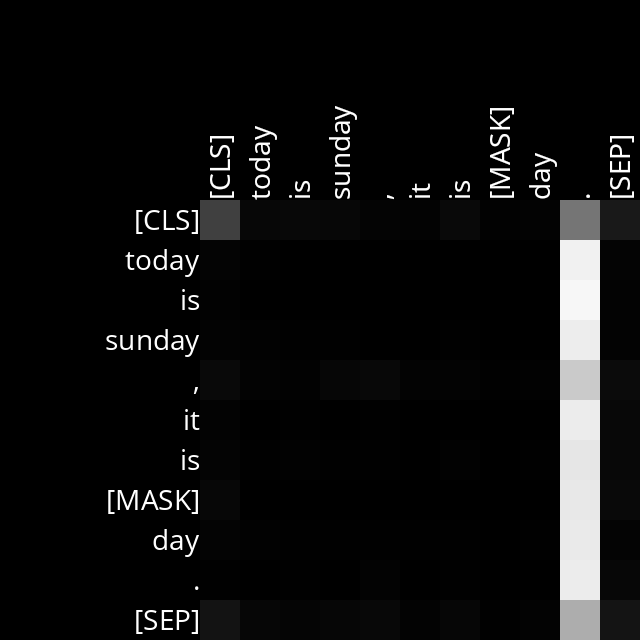 [CLS] today is sunday , it is [MASK] day . [SEP]
[CLS]
today
is
sunday
,
it
is
[MASK]
day
.
[SEP]